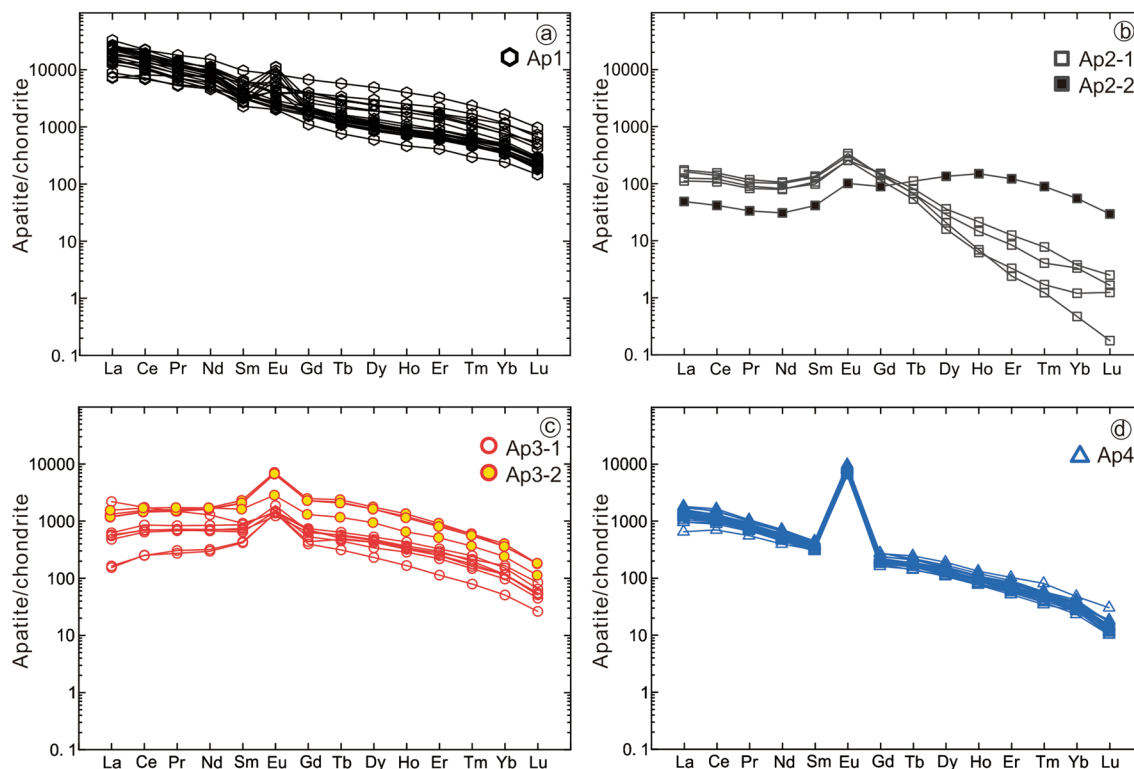 ⓐ
Ap1
Apatite/chondrite
10000
1000
100
10
1
0.1
La Ce Pr Nd Sm Eu Gd Tb Dy Ho Er Tm Yb Lu
ⓑ
Ap2-1
Ap2-2
Apatite/chondrite
10000
1000
100
10
1
0.1
La Ce Pr Nd Sm Eu Gd Tb Dy Ho Er Tm Yb Lu
ⓒ
Ap3-1
Ap3-2
Apatite/chondrite
10000
1000
100
10
1
0.1
La Ce Pr Nd Sm Eu Gd Tb Dy Ho Er Tm Yb Lu
ⓓ
Ap4
Apatite/chondrite
10000
1000
100
10
1
0.1
La Ce Pr Nd Sm Eu Gd Tb Dy Ho Er Tm Yb Lu